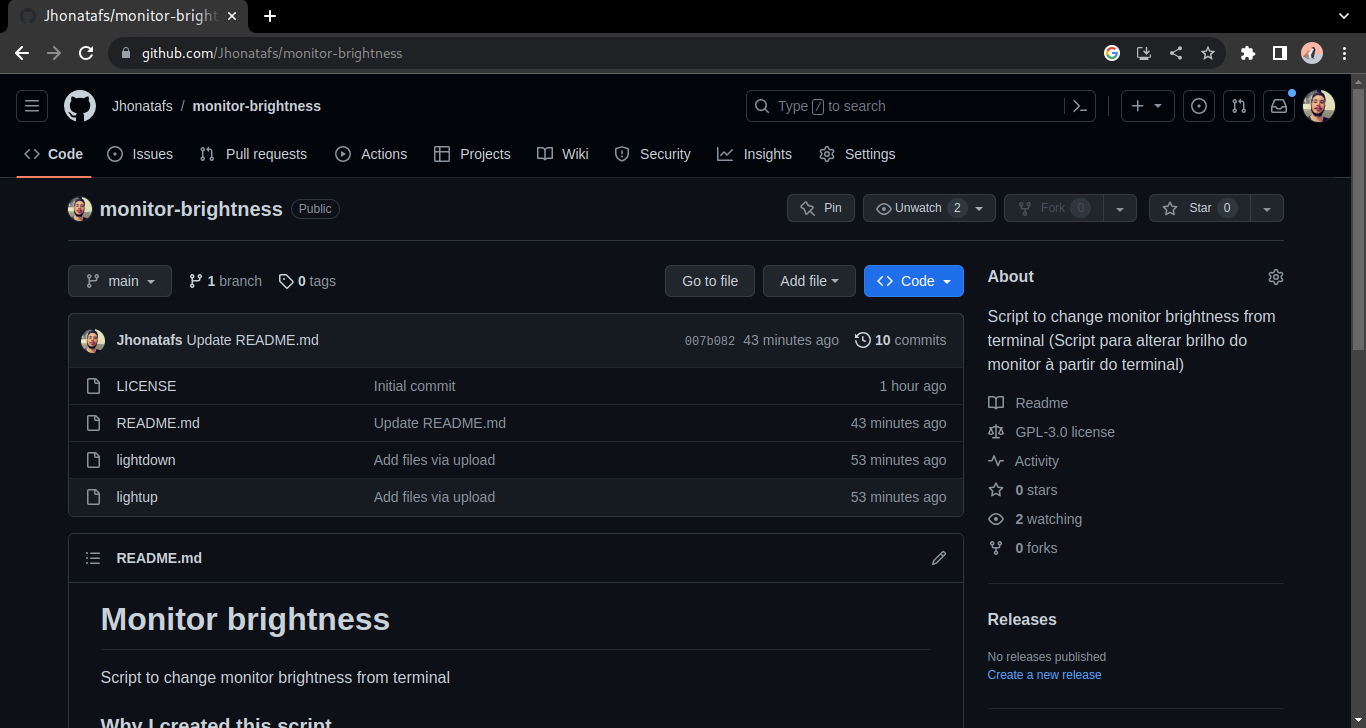 Jhonatafs/monitor-bright
github.com/Jhonatafs/monitor-brightness
Jhonatafs / monitor-brightness
Type / to search
Code Issues Pull requests Actions Projects Wiki Security Insights Settings
monitor-brightness Public
Pin Unwatch 2 Fork 0 Star 0
main 1 branch 0 tags Go to file Add file Code
Jhonatafs Update README.md 007b082 43 minutes ago 10 commits
LICENSE Initial commit 1 hour ago
README.md Update README.md 43 minutes ago
lightdown Add files via upload 53 minutes ago
lightup Add files via upload 53 minutes ago
README.md
Monitor brightness
Script to change monitor brightness from terminal
Why I created this script
About
Script to change monitor brightness from
terminal (Script para alterar brilho do
monitor à partir do terminal)
Readme
GPL-3.0 license
Activity
0 stars
2 watching
0 forks
Releases
No releases published
Create a new release